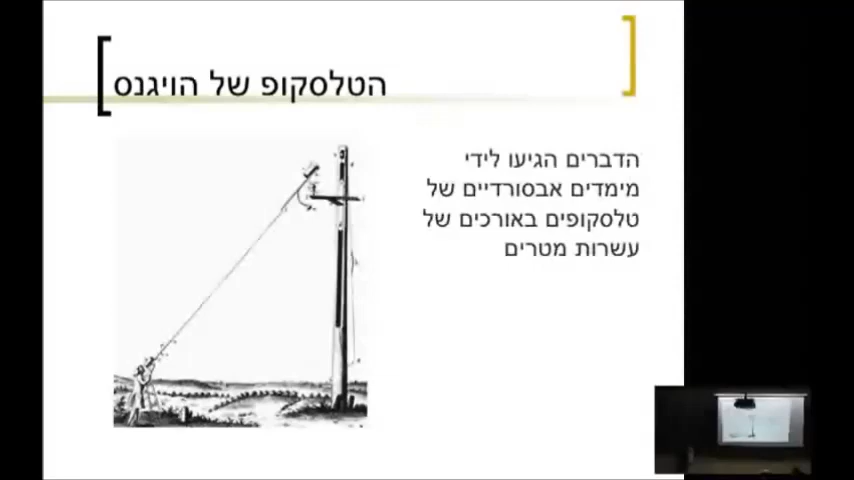 הטלסקופ של הויגנס
הדברים הגיעו לידי
מימדים אבסורדיים של
טלסקופים באורכים של
עשרות מטרים